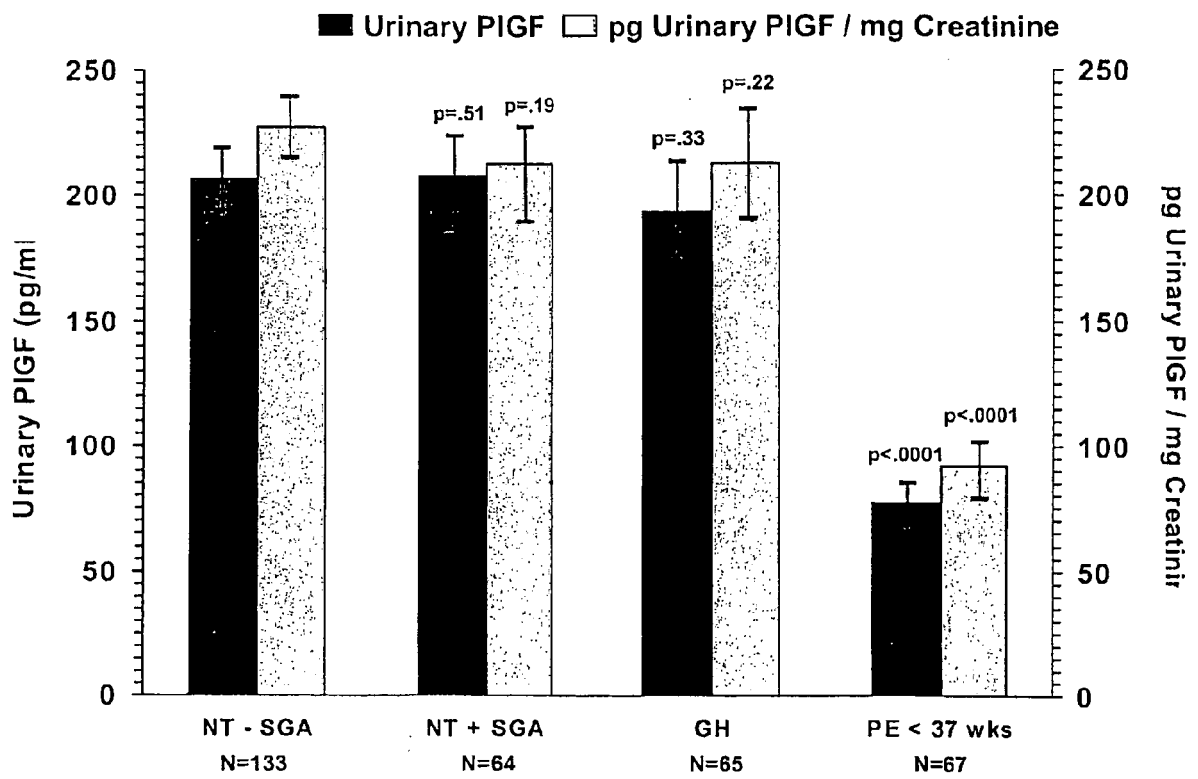 Urinary PlGF pg Urinary PlGF / mg Creatinine
250 250
200 200
150 150
100 100
50 50
0 0
Urinary PlGF (pg/ml
pg Urinary PlGF / mg Creatinir
p=.51 p=.19
p=.33 p=.22
p<.0001 p<.0001
NT - SGA NT + SGA GH PE < 37 wks
N=133 N=64 N=65 N=67